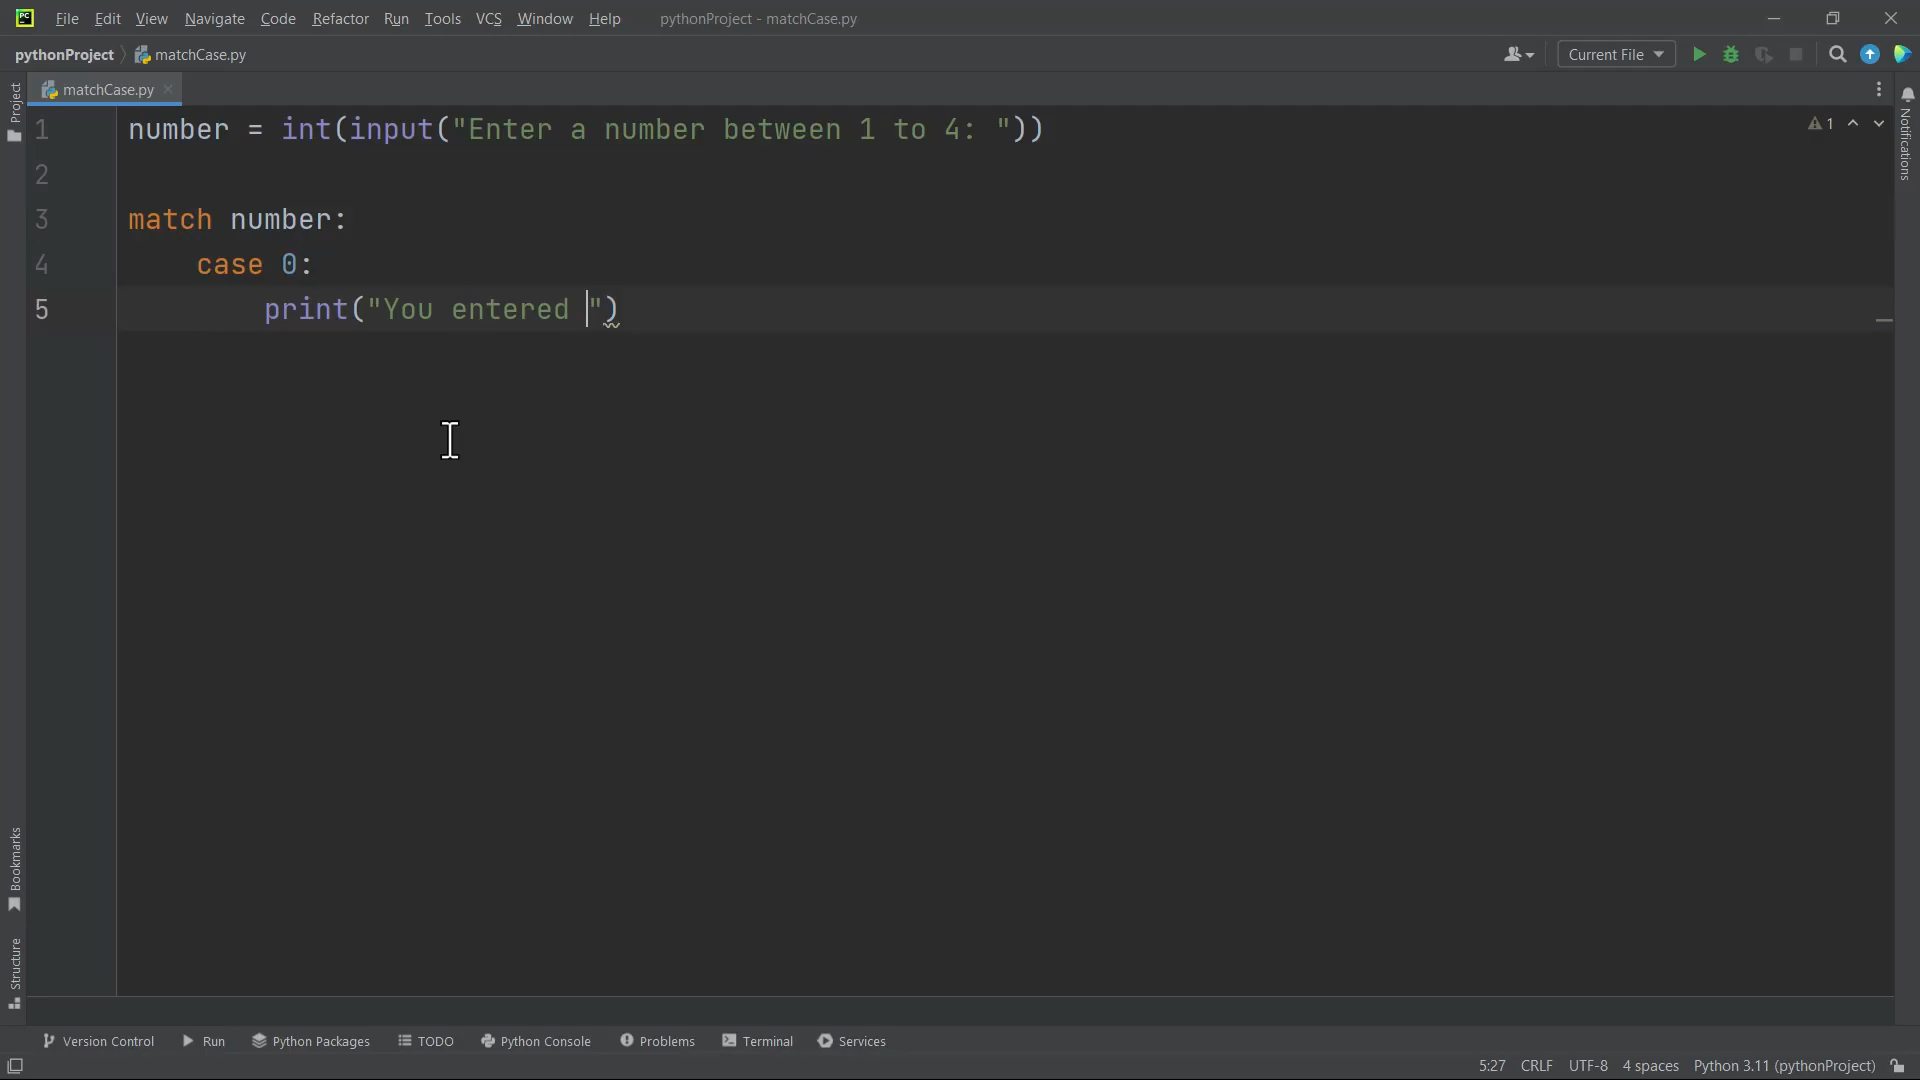 PC File Edit View Navigate Code Refactor Run Tools VCS Window Help pythonProject - matchCase.py
pythonProject matchCase.py Current File
matchCase.py
Project
Notifications
1 number = int(input("Enter a number between 1 to 4: "))
1
2
3 match number:
4 case 0:
5 print("You entered ")
Bookmarks
Structure
Version Control Run Python Packages TODO Python Console Problems Terminal Services
5:27 CRLF UTF-8 4 spaces Python 3.11 (pythonProject)